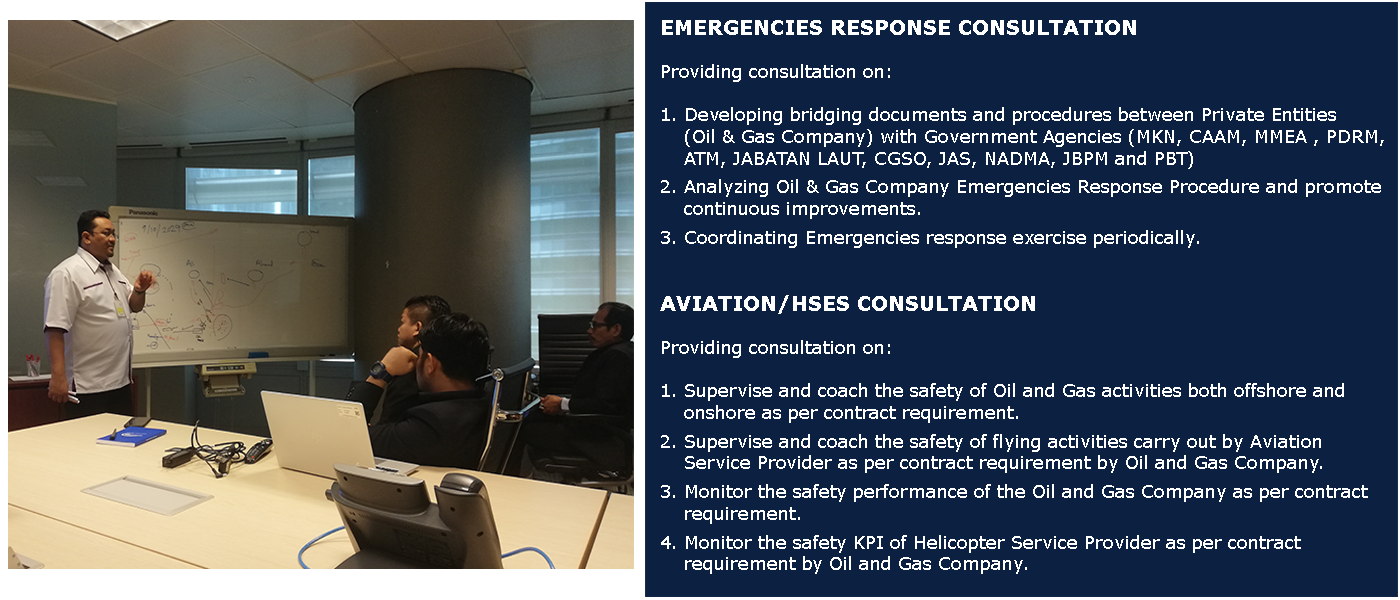 Panasonic
EMERGENCIES RESPONSE CONSULTATION
Providing consultation on:
1. Developing bridging documents and procedures between Private Entities
(Oil & Gas Company) with Government Agencies (MKN, CAAM, MMEA , PDRM,
ATM, JABATAN LAUT, CGSO, JAS, NADMA, JBPM and PBT)
2. Analyzing Oil & Gas Company Emergencies Response Procedure and promote
continuous improvements.
3. Coordinating Emergencies response exercise periodically.
AVIATION/HSES CONSULTATION
Providing consultation on:
1. Supervise and coach the safety of Oil and Gas activities both offshore and
onshore as per contract requirement.
2. Supervise and coach the safety of flying activities carry out by Aviation
Service Provider as per contract requirement by Oil and Gas Company.
3. Monitor the safety performance of the Oil and Gas Company as per contract
requirement.
4. Monitor the safety KPI of Helicopter Service Provider as per contract
requirement by Oil and Gas Company.